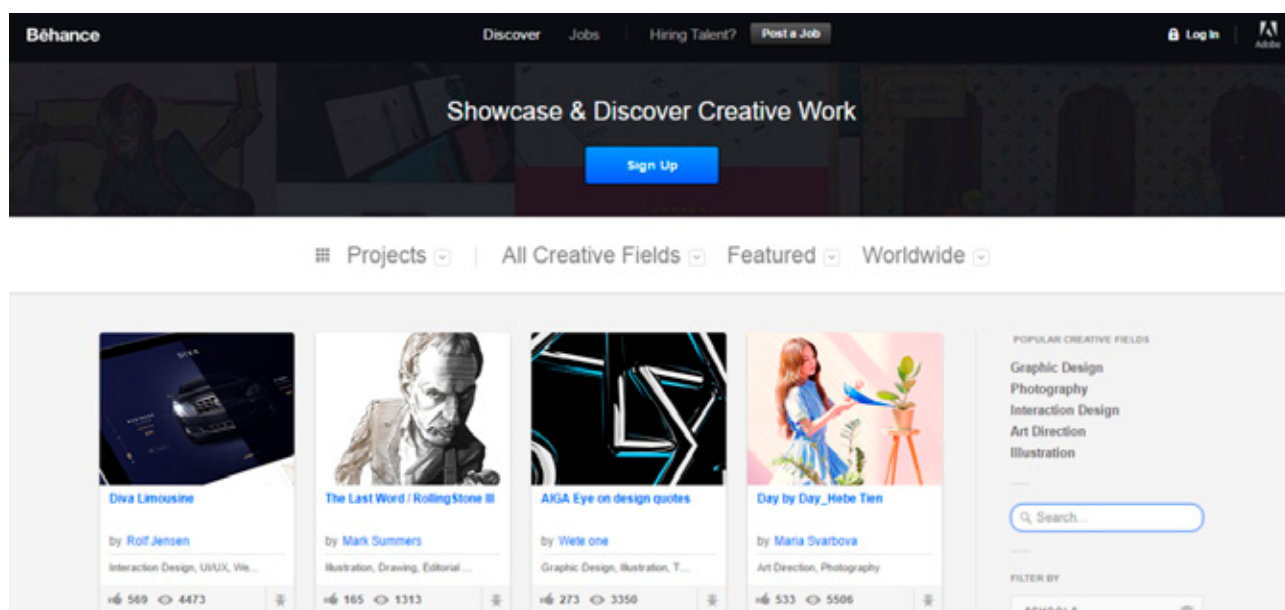 Bēhance
Discover Jobs Hiring Talent? Post a Job
Log In
Adobe
Showcase & Discover Creative Work
Sign Up
Projects All Creative Fields Featured Worldwide
DIVA
Diva Limousine
by Rolf Jensen
Interaction Design, UI/UX, We...
569 4473
The Last Word / RollingStone III
by Mark Summers
Illustration, Drawing, Editorial ...
165 1313
AIGA Eye on design quotes
by Wete one
Graphic Design, Illustration, T...
273 3350
Day by Day_Hebe Tien
by Maria Svarbova
Art Direction, Photography
533 5506
POPULAR CREATIVE FIELDS
Graphic Design
Photography
Interaction Design
Art Direction
Illustration
Search...
FILTER BY
SCHOOLS